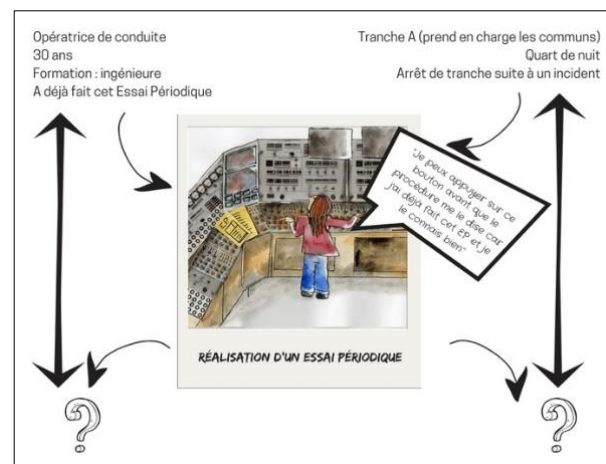 Opératrice de conduite
30 ans
Formation : ingénieure
A déjà fait cet Essai Périodique
Tranche A (prend en charge les communs)
Quart de nuit
Arrêt de tranche suite à un incident
"Je peux appuyer sur ce
bouton avant que le
procédure me le dise car
j'ai déjà fait cet EP et je
le connais bien"
RÉALISATION D'UN ESSAI PÉRIODIQUE
?
?